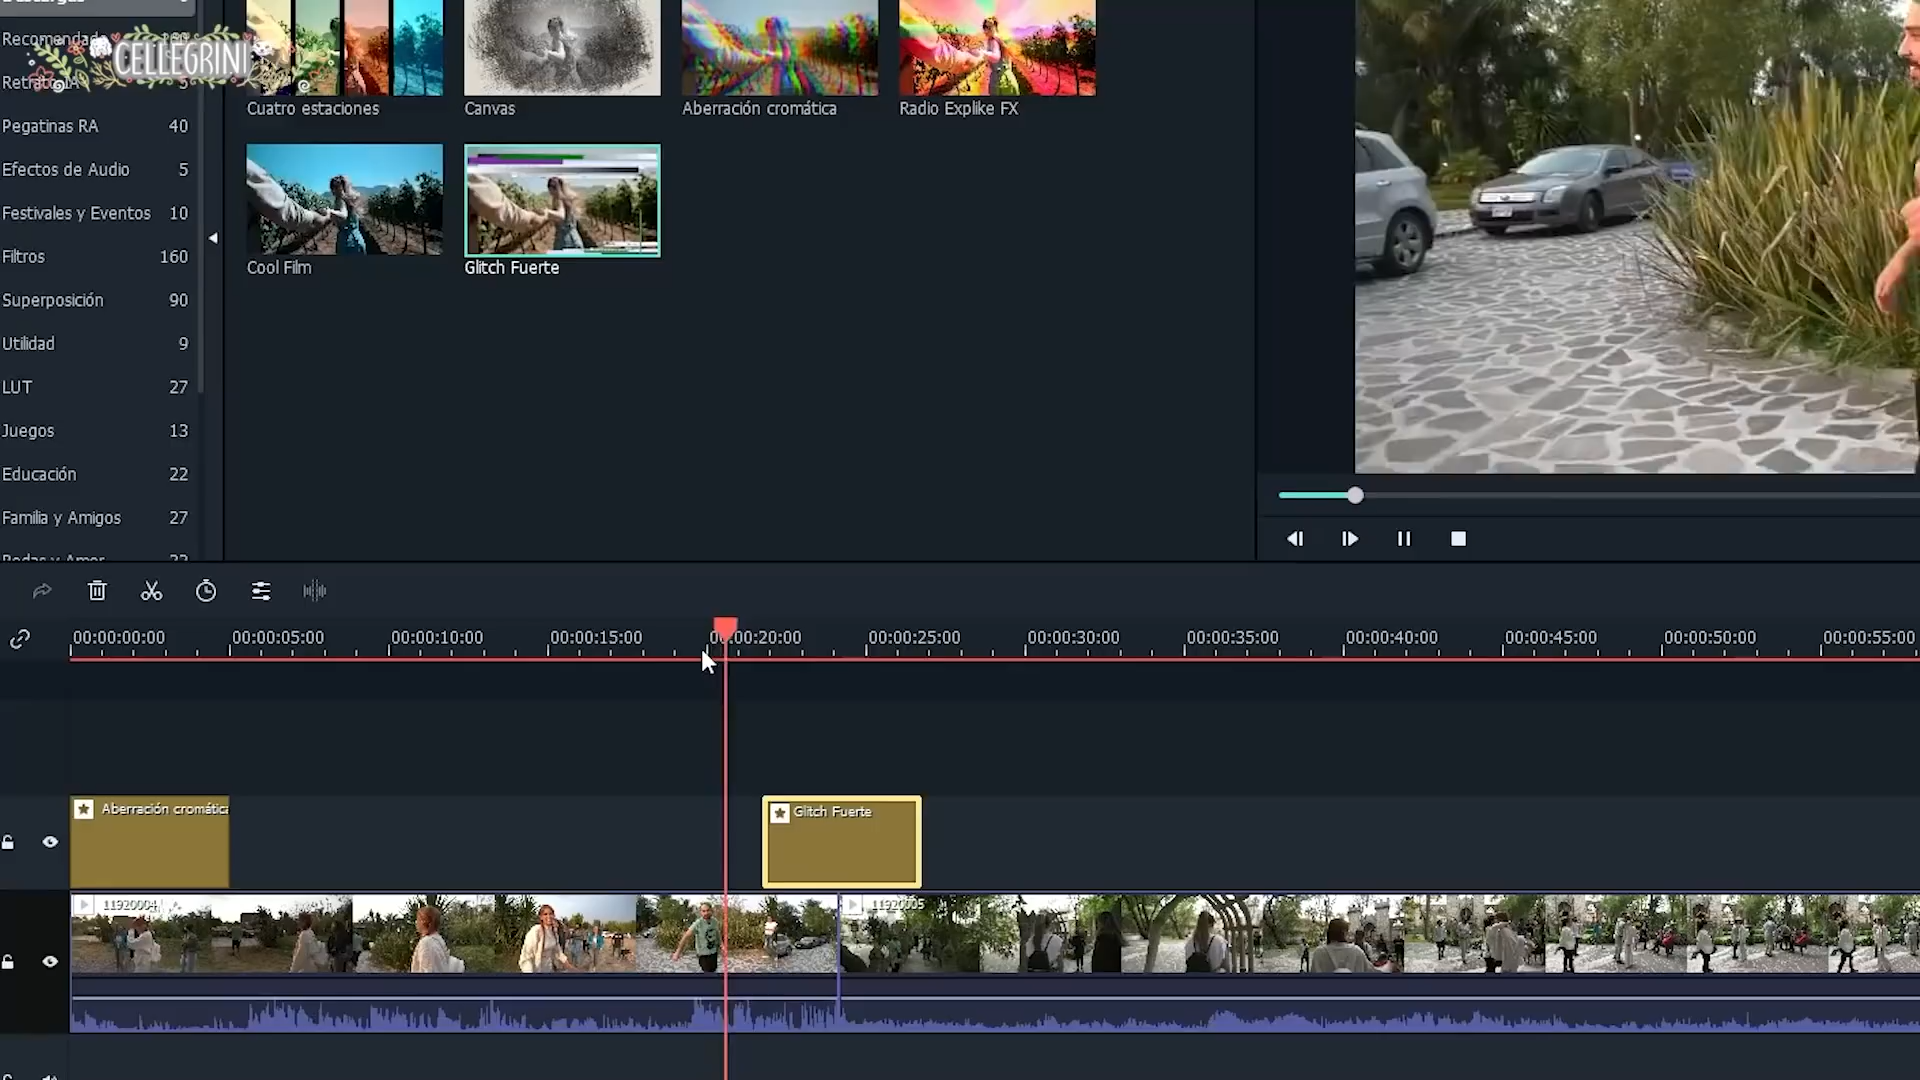 Descargas
CELLEGRINI
Pegatinas RA 40
Efectos de Audio 5
Festivales y Eventos 10
Filtros 160
Superposición 90
Utilidad 9
LUT 27
Juegos 13
Educación 22
Familia y Amigos 27
Cuatro estaciones
Canvas
Aberración cromática
Radio Explike FX
Cool Film
Glitch Fuerte
00:00:00:00
00:00:05:00
00:00:10:00
00:00:15:00
00:00:20:00
00:00:25:00
00:00:30:00
00:00:35:00
00:00:40:00
00:00:45:00
00:00:50:00
00:00:55:00
Aberración cromátic
Glitch Fuerte
11920004
11920005